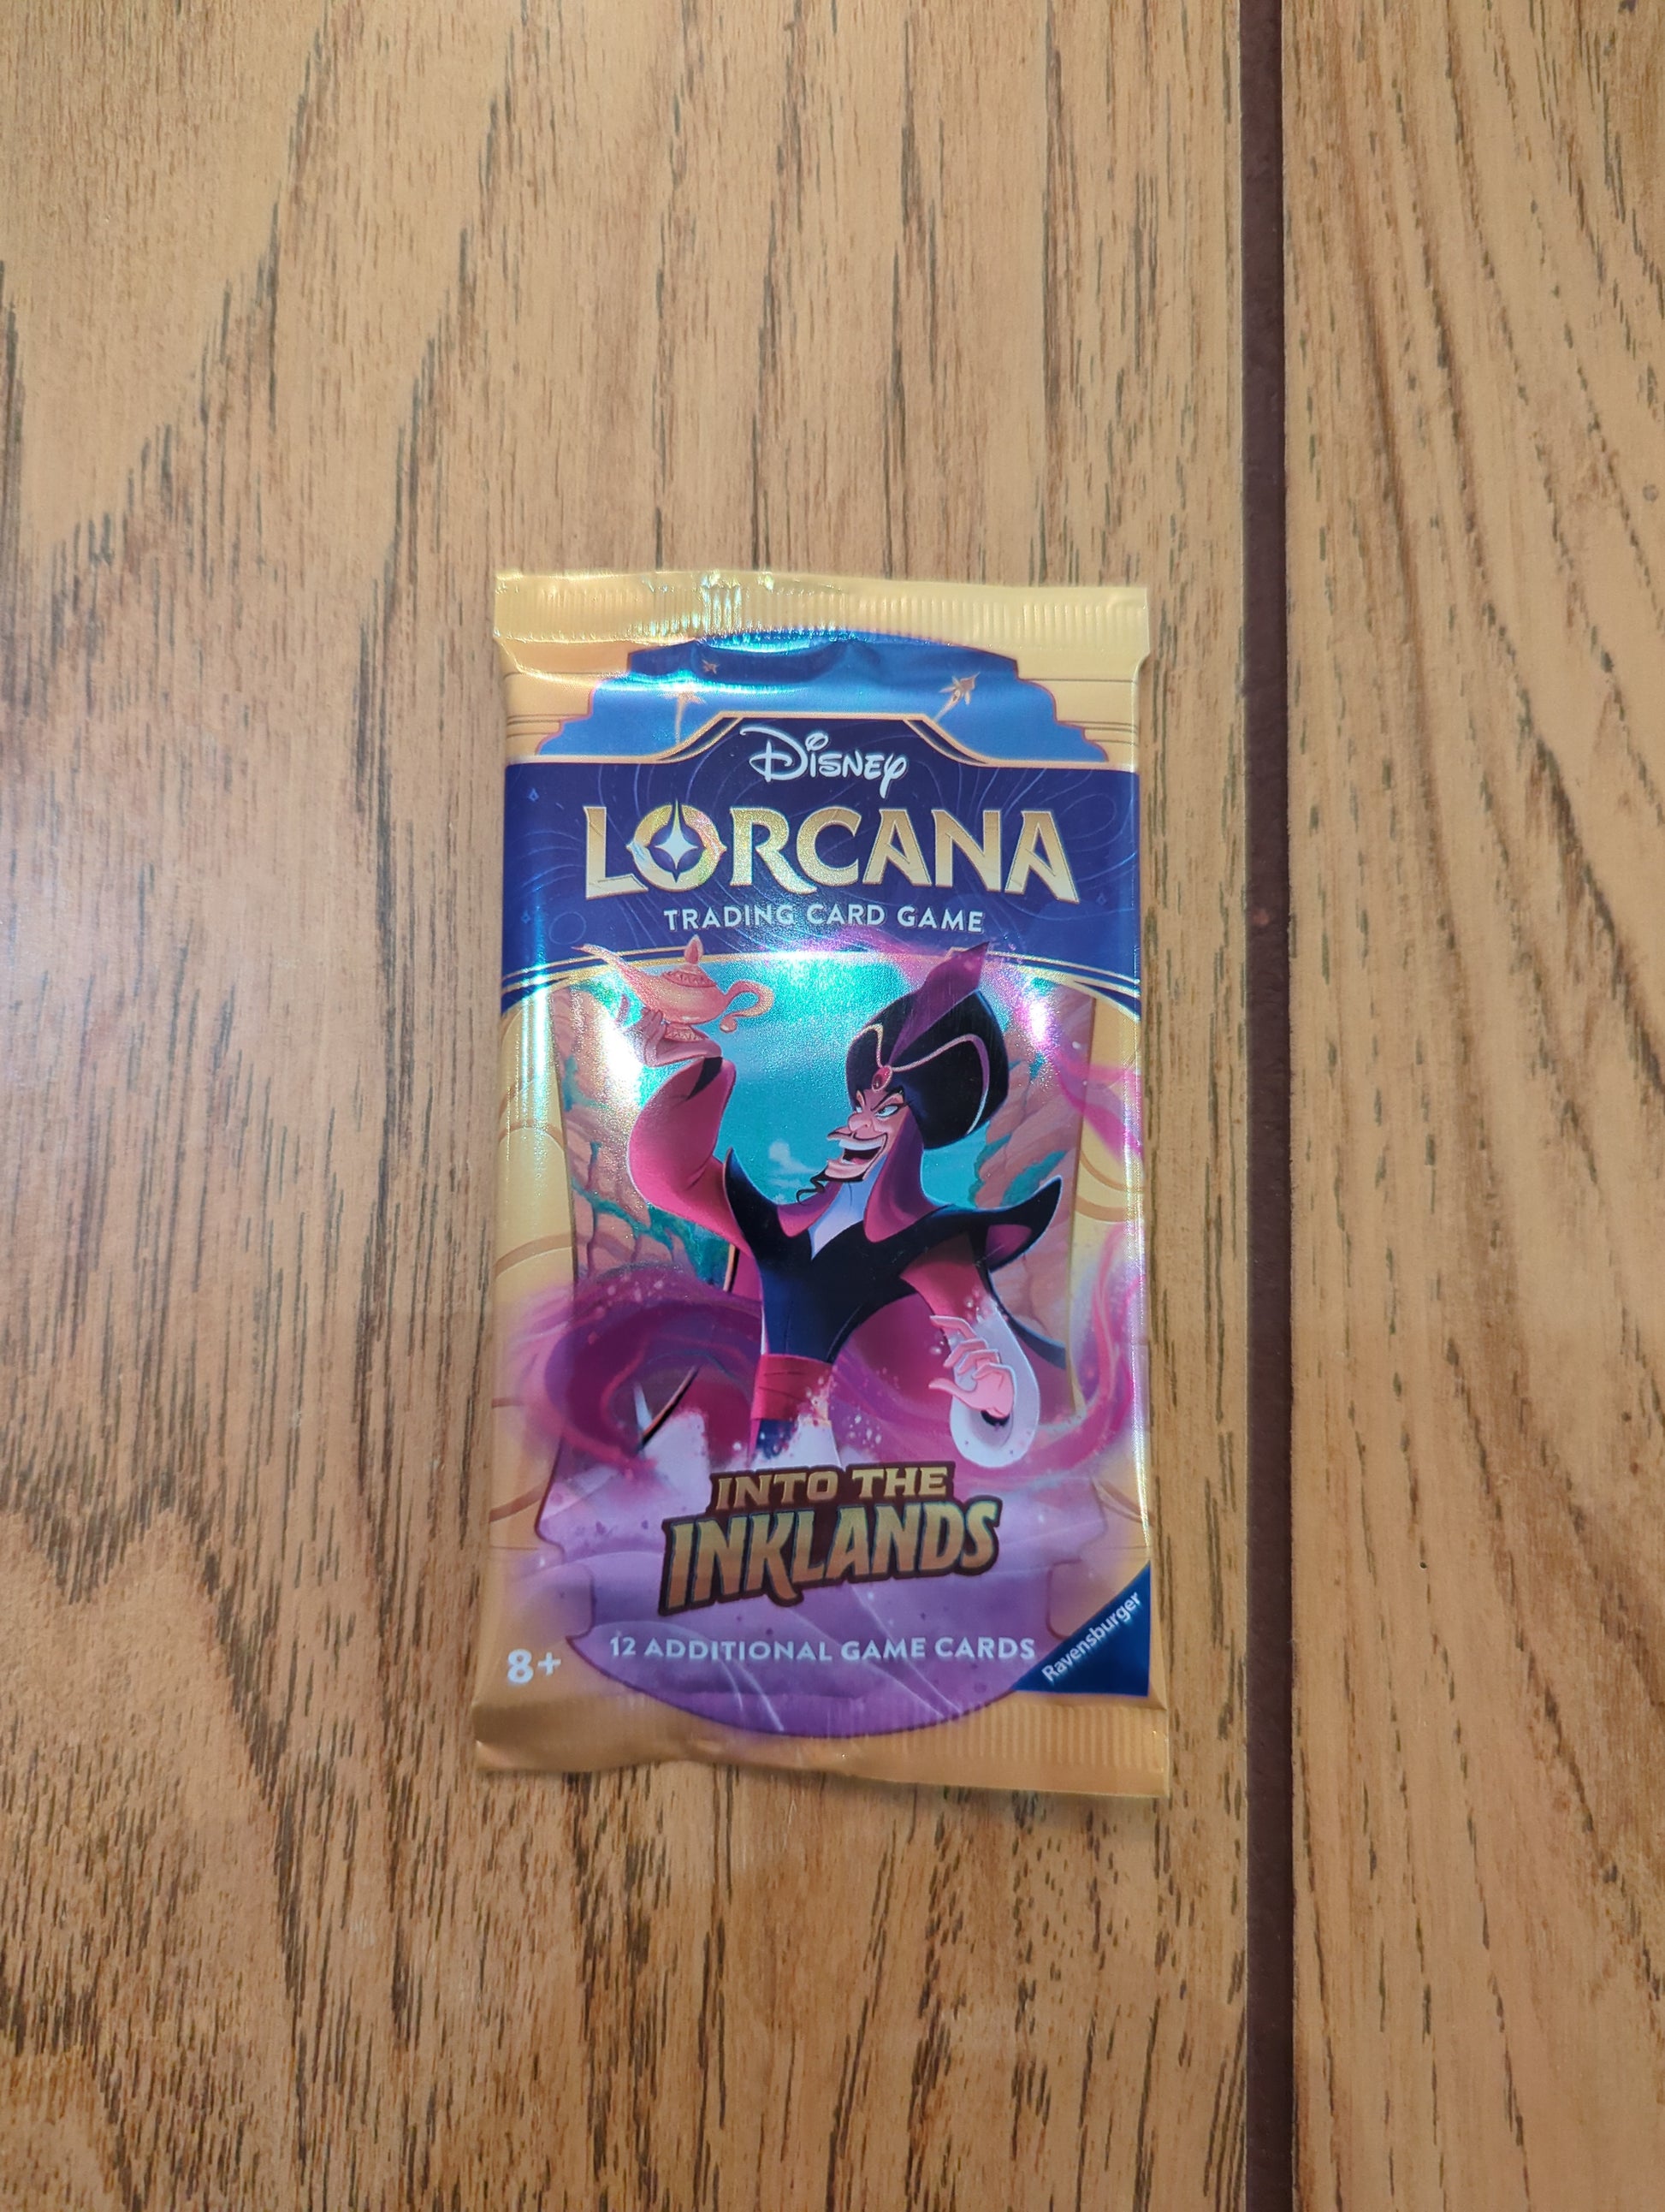 Disney
LORCANA
TRADING CARD GAME
INTO THE
INKLANDS
12 ADDITIONAL GAME CARDS
8+
Ravensburger